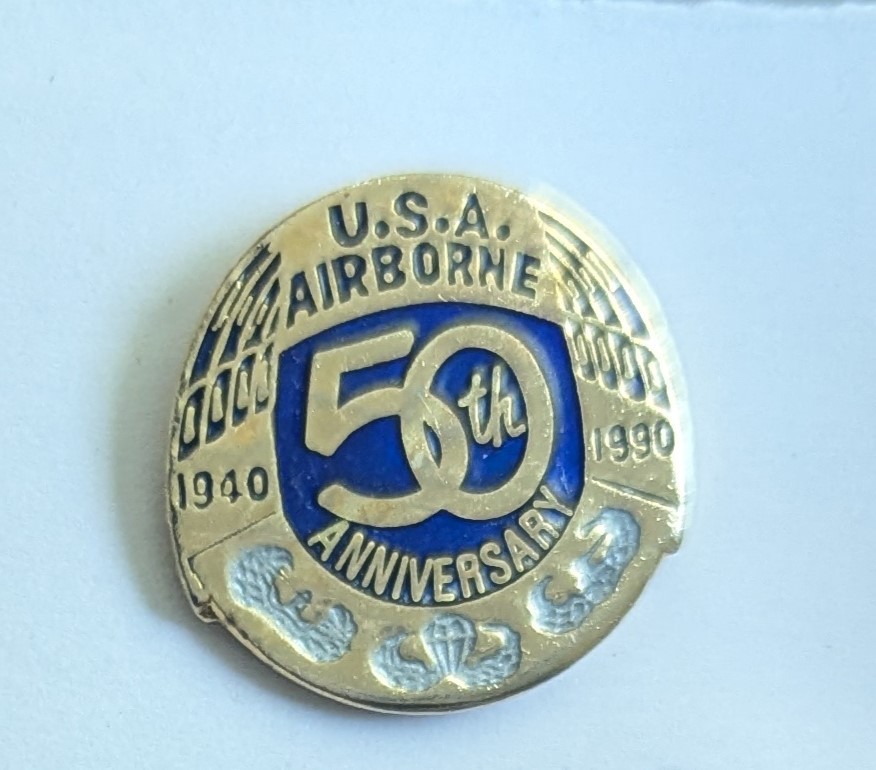 U.S.A.
AIRBORNE
50th
1940
1990
ANNIVERSARY